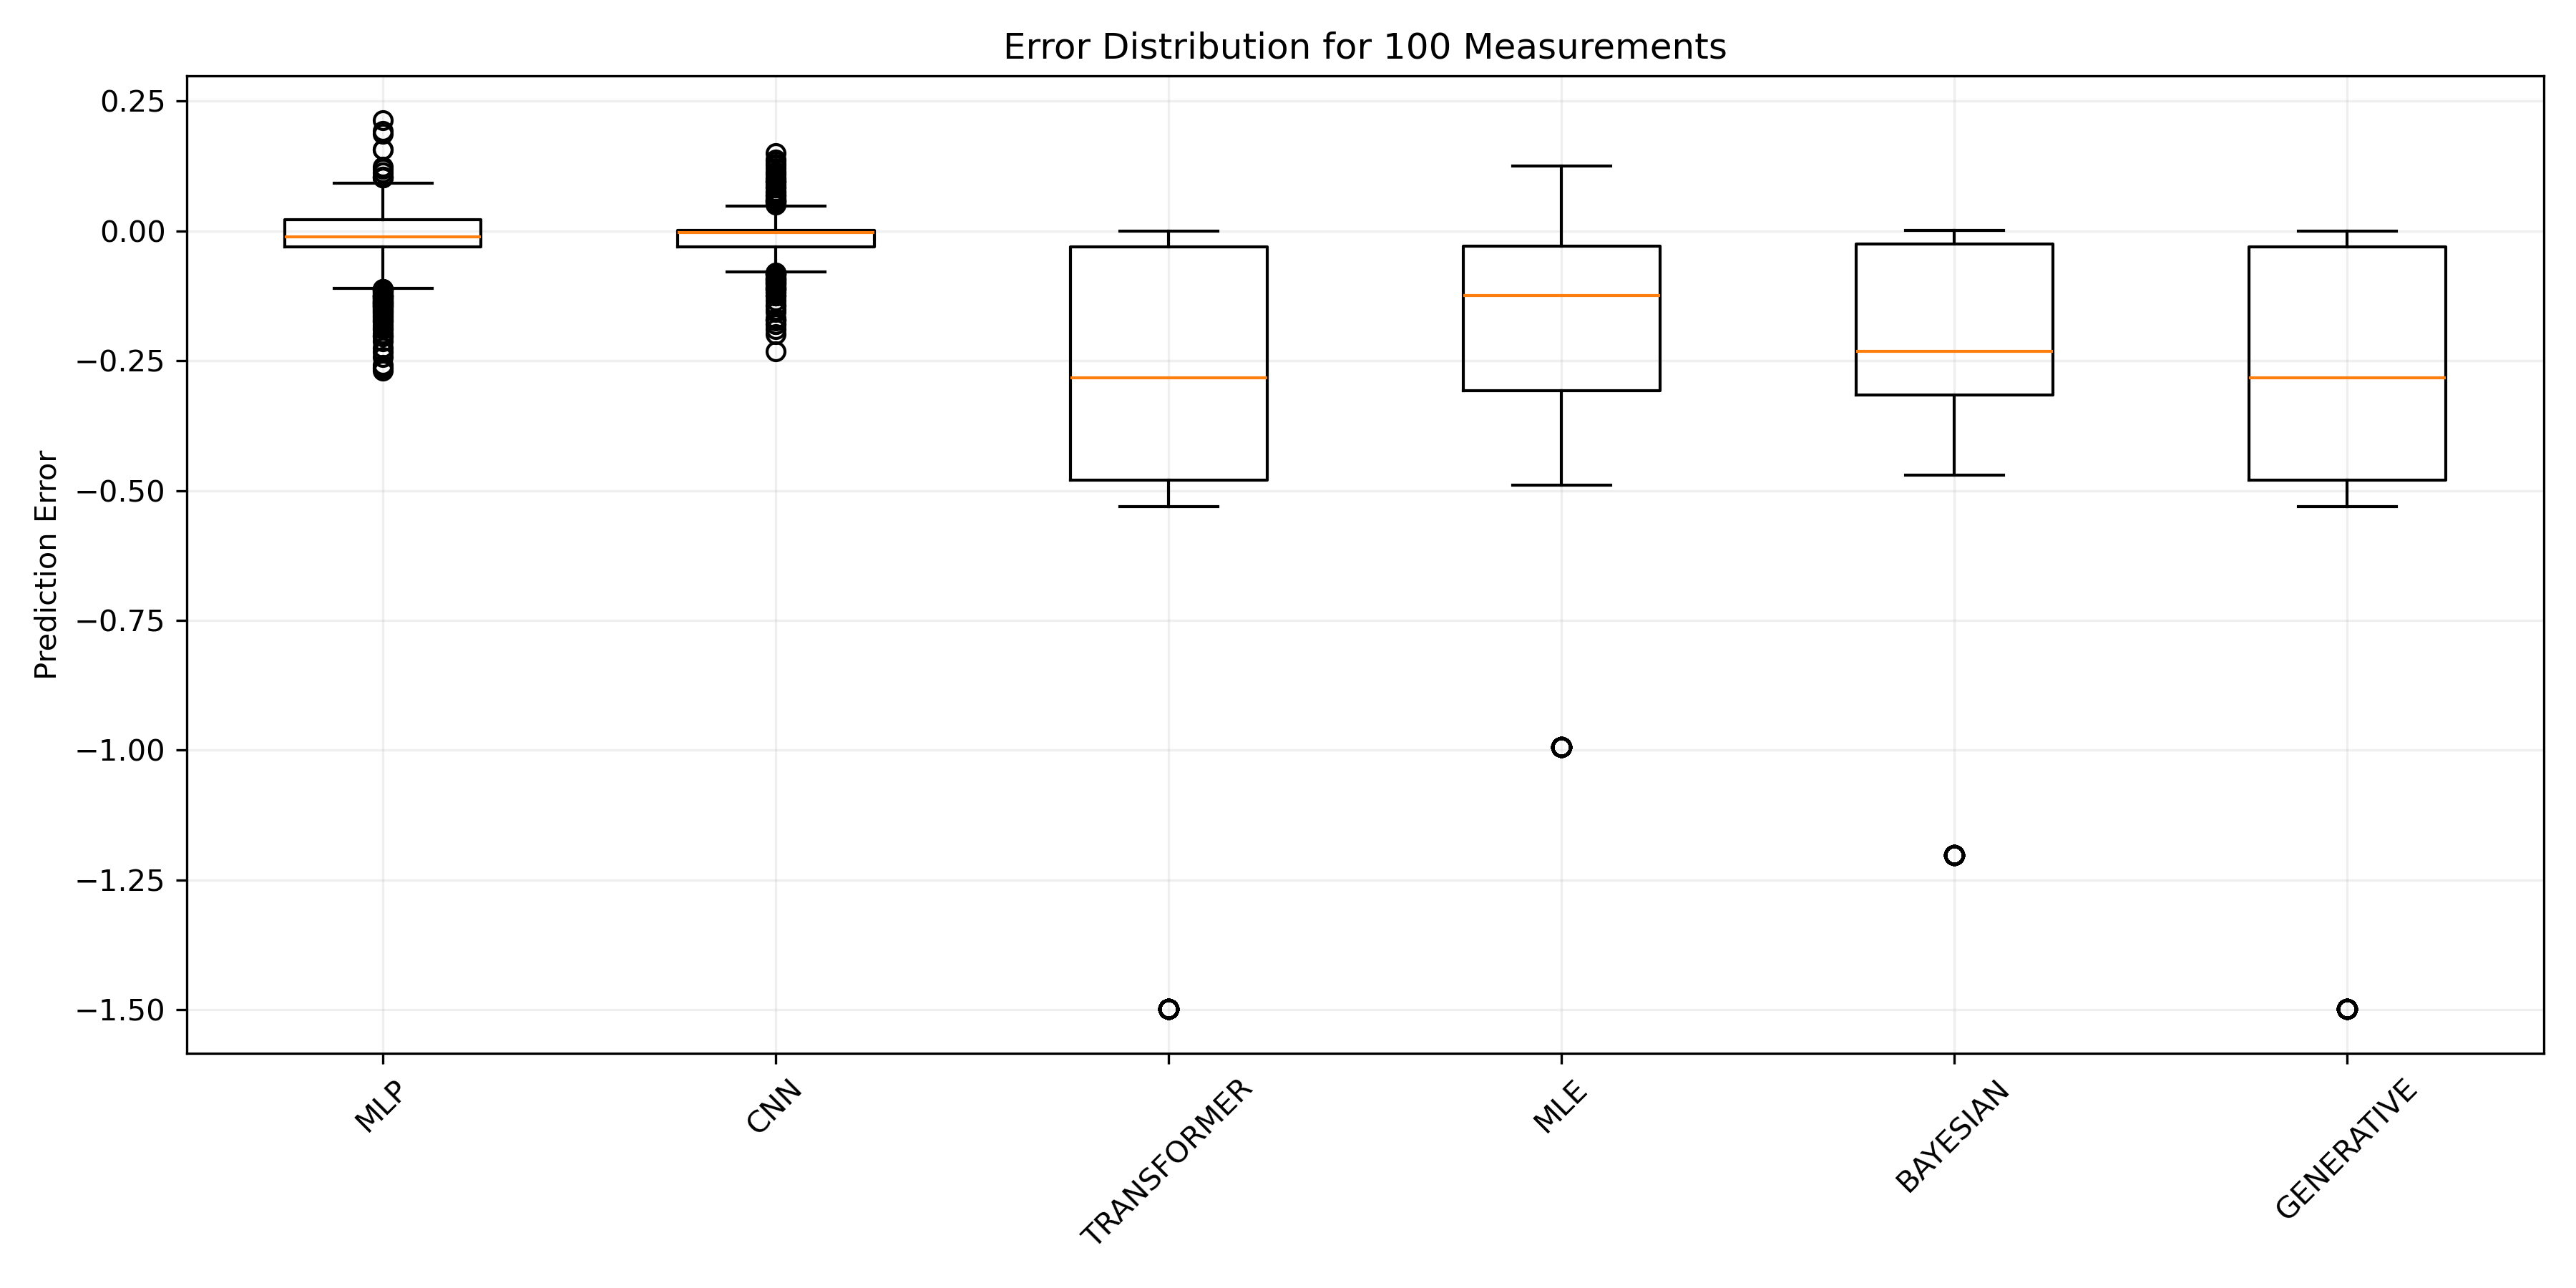 Error Distribution for 100 Measurements
Prediction Error
0.25
0.00
−0.25
−0.50
−0.75
−1.00
−1.25
−1.50
MLP
CNN
TRANSFORMER
MLE
BAYESIAN
GENERATIVE